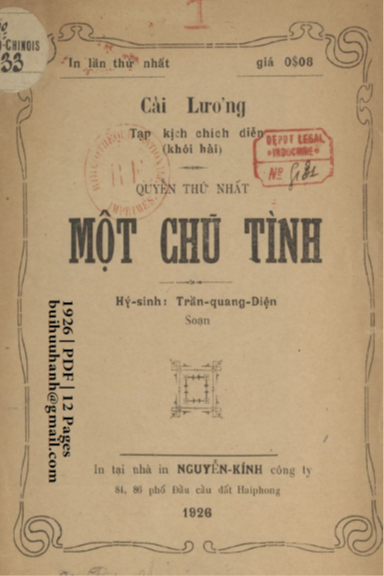 1
O-CHINOIS
33
In lần thứ nhất giá 0$08
Cải Lương
Tạp kịch chích diễn
(khôi hài)
DEPOT LEGAL
INDOCHINE
Nº
QUYỂN THỨ NHẤT
MỘT CHỮ TÌNH
Hý-sinh: Trần-quang-Diện
Soạn
1926 | PDF | 12 Pages
buihuuhanh@gmail.com
In tại nhà in NGUYỄN-KÍNH công ty
84, 86 phố Đầu cầu đất Haiphong
1926